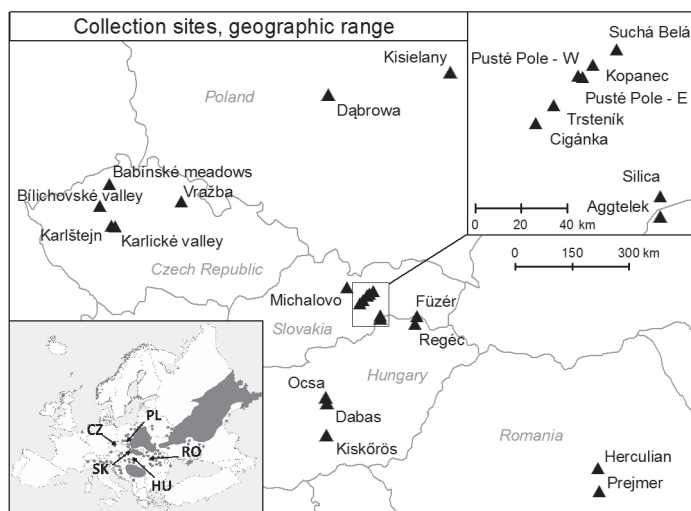 Collection sites, geographic range
Kisielany
Poland
Dąbrowa
Babínské meadows
Bílichovské valley
Vražba
Karlštejn
Karlické valley
Czech Republic
Michalovo
Slovakia
Füzér
Regéc
Ocsa
Hungary
Dabas
Kiskőrös
Romania
Herculian
Prejmer
Suchá Belá
Pusté Pole - W
Kopanec
Pusté Pole - E
Trsteník
Cigánka
Silica
Aggtelek
0 20 40 km
0 150 300 km
CZ
PL
SK
RO
HU